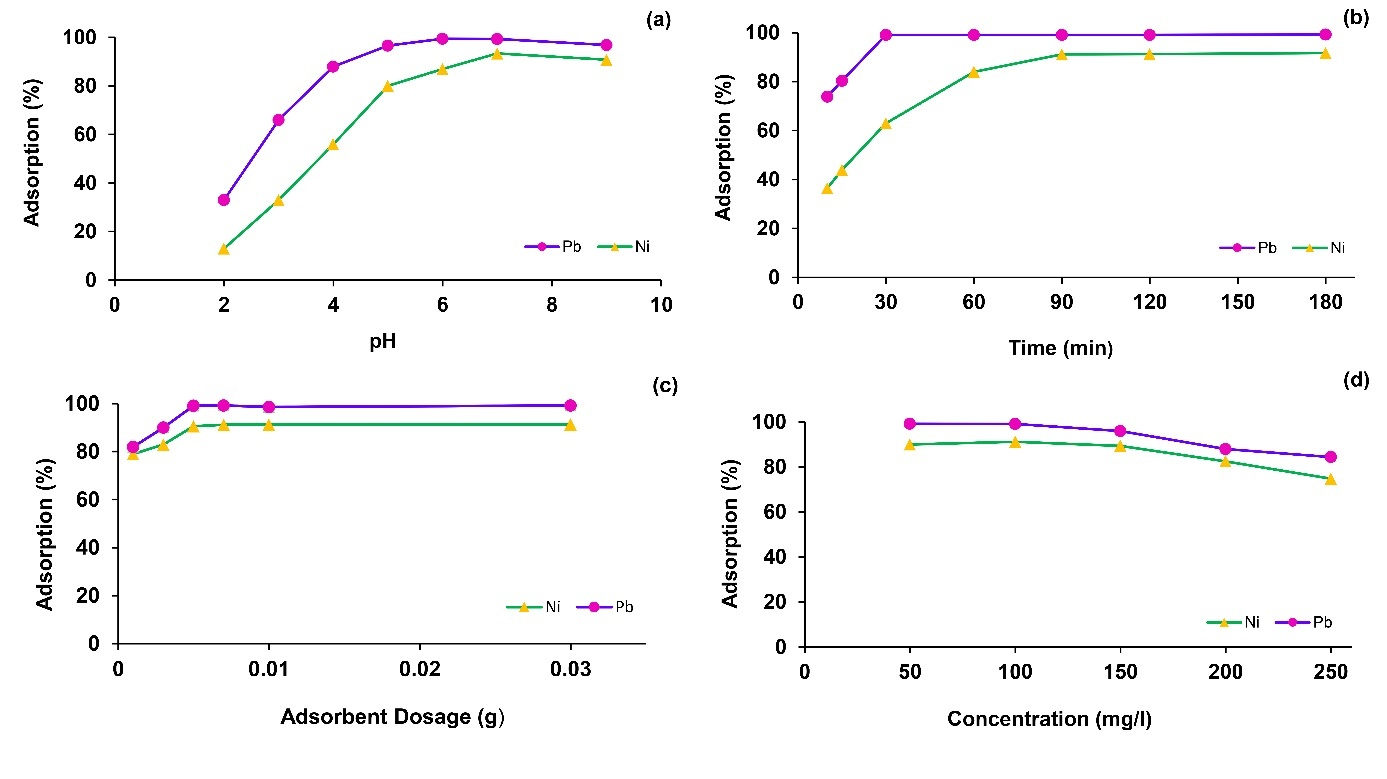 (a)
100
80
60
40
20
0
Adsorption (%)
Pb Ni
0 2 4 6 8 10
pH
(b)
100
80
60
40
20
0
Adsorption (%)
Pb Ni
0 30 60 90 120 150 180
Time (min)
(c)
100
80
60
40
20
0
Adsorption (%)
Ni Pb
0 0.01 0.02 0.03
Adsorbent Dosage (g)
(d)
100
80
60
40
20
0
Adsorption (%)
Ni Pb
0 50 100 150 200 250
Concentration (mg/l)